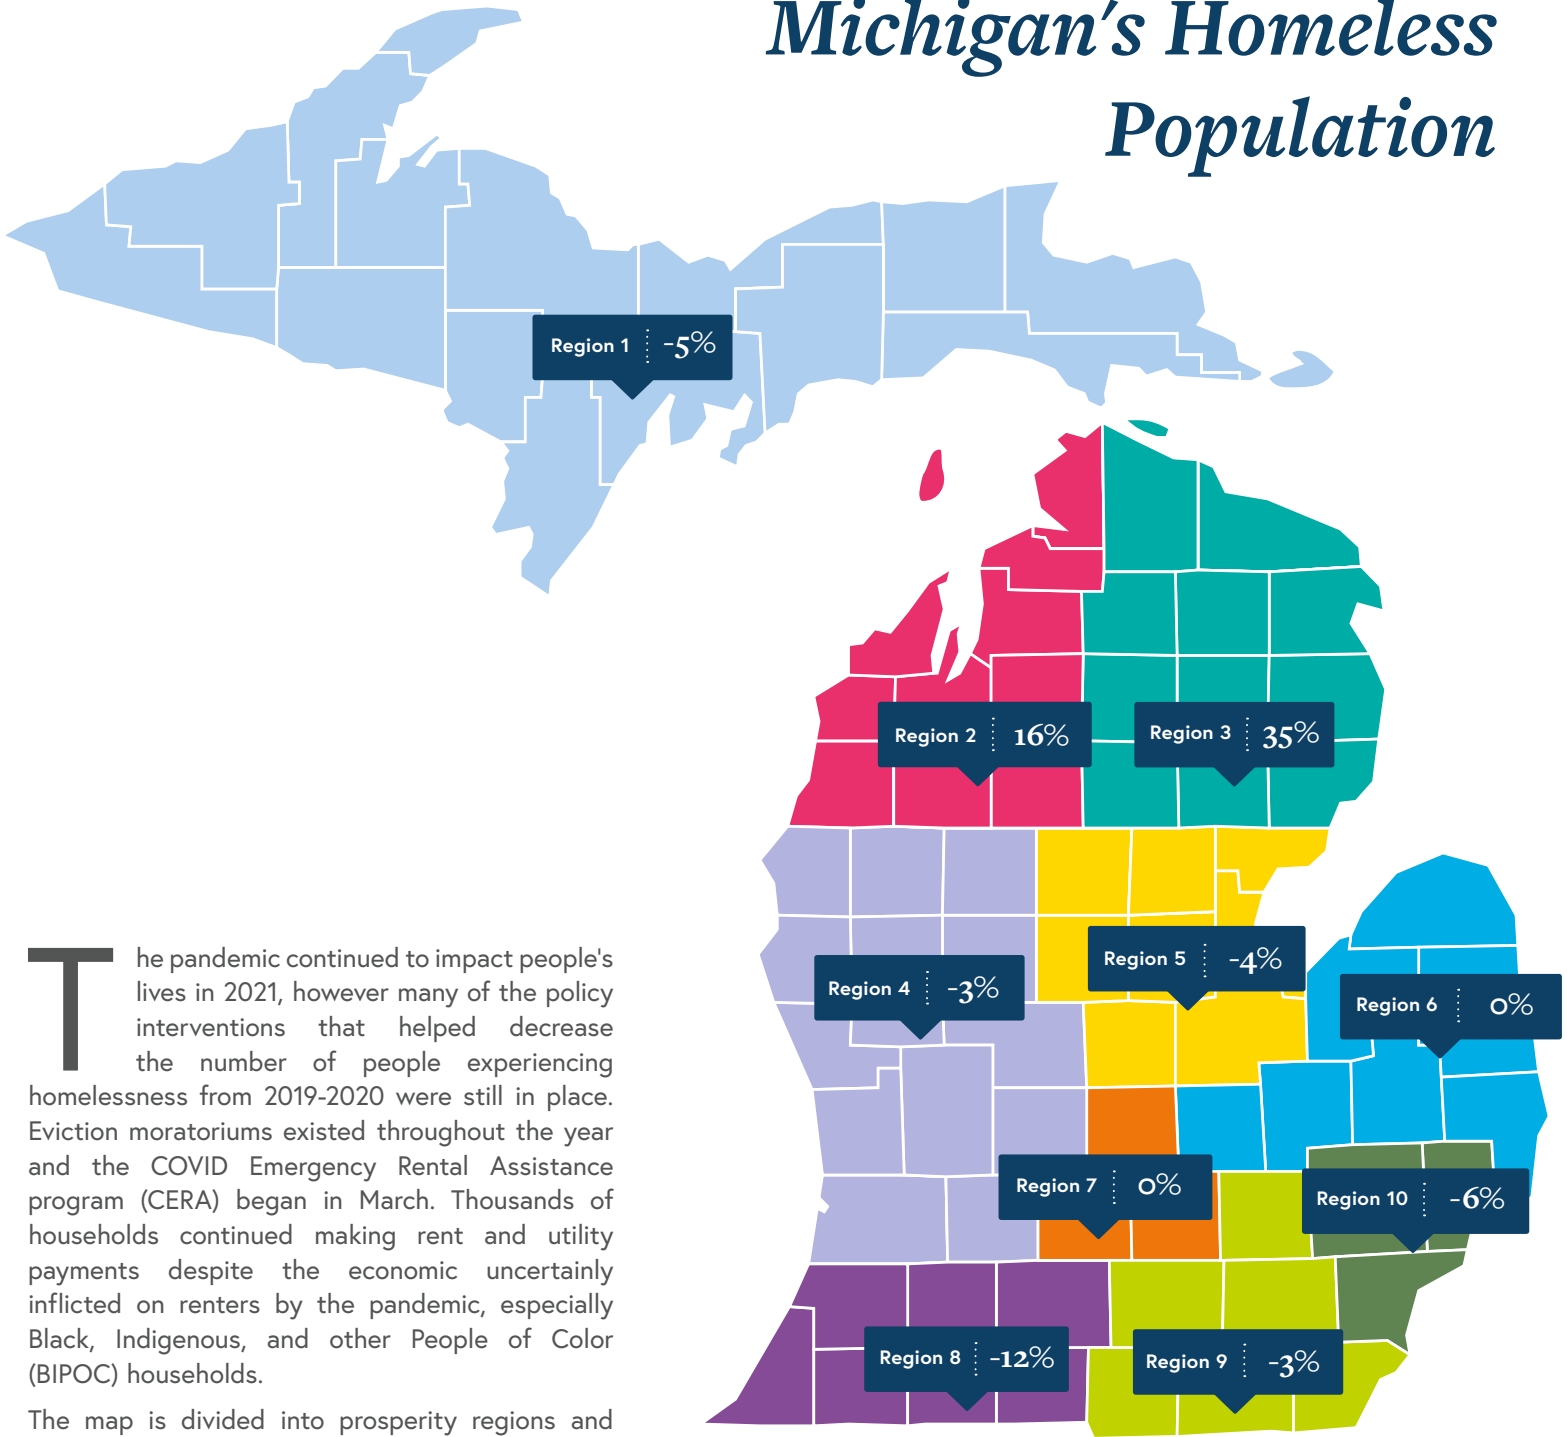 Michigan's Homeless
Population
Region 1 -5%
Region 2 16%
Region 3 35%
Region 4 -3%
Region 5 -4%
Region 6 0%
Region 7 0%
Region 10 -6%
Region 8 -12%
Region 9 -3%
The pandemic continued to impact people's
lives in 2021, however many of the policy
interventions that helped decrease
the number of people experiencing
homelessness from 2019-2020 were still in place.
Eviction moratoriums existed throughout the year
and the COVID Emergency Rental Assistance
program (CERA) began in March. Thousands of
households continued making rent and utility
payments despite the economic uncertainly
inflicted on renters by the pandemic, especially
Black, Indigenous, and other People of Color
(BIPOC) households.
The map is divided into prosperity regions and